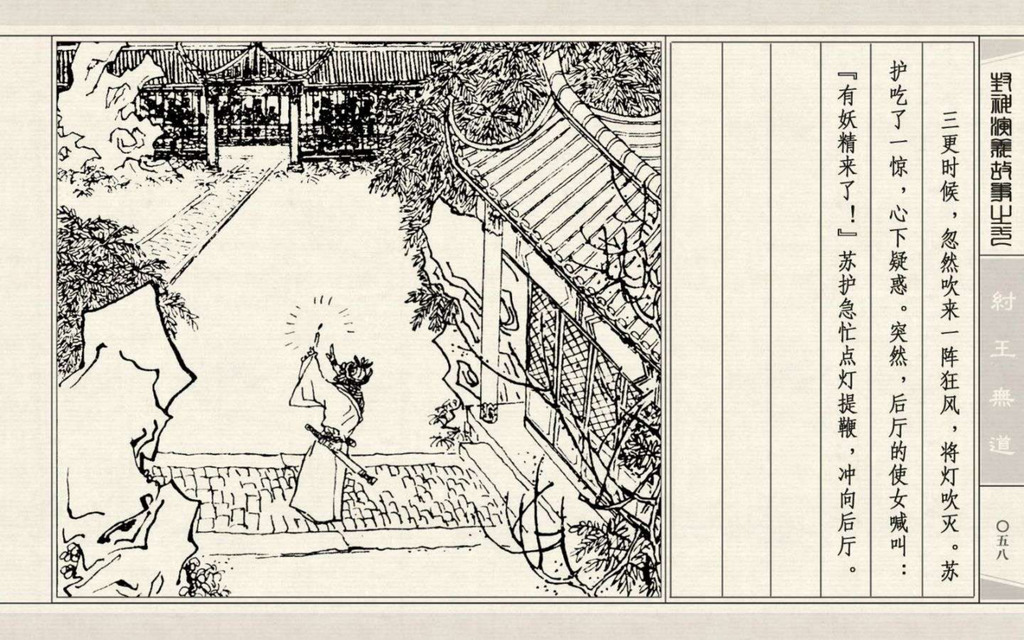 三更时候，忽然吹来一阵狂风，将灯吹灭。苏
护吃了一惊，心下疑惑。突然，后厅的使女喊叫：
『有妖精来了！』苏护急忙点灯提鞭，冲向后厅。
封神演义故事之一
紂王無道
〇五八